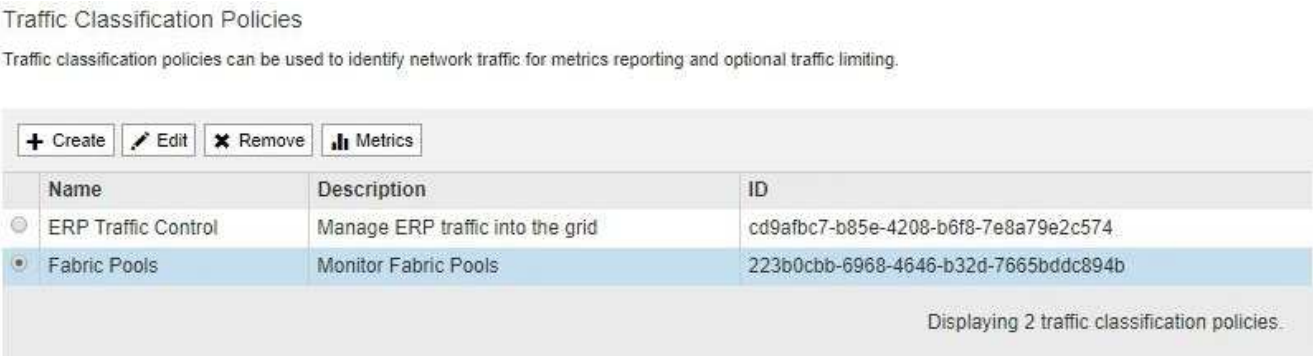 Traffic Classification Policies
Traffic classification policies can be used to identify network traffic for metrics reporting and optional traffic limiting.
Create Edit Remove Metrics
Name Description ID
ERP Traffic Control Manage ERP traffic into the grid cd9afbc7-b85e-4208-b6f8-7e8a79e2c574
Fabric Pools Monitor Fabric Pools 223b0cbb-6968-4646-b32d-7665bddc894b
Displaying 2 traffic classification policies.